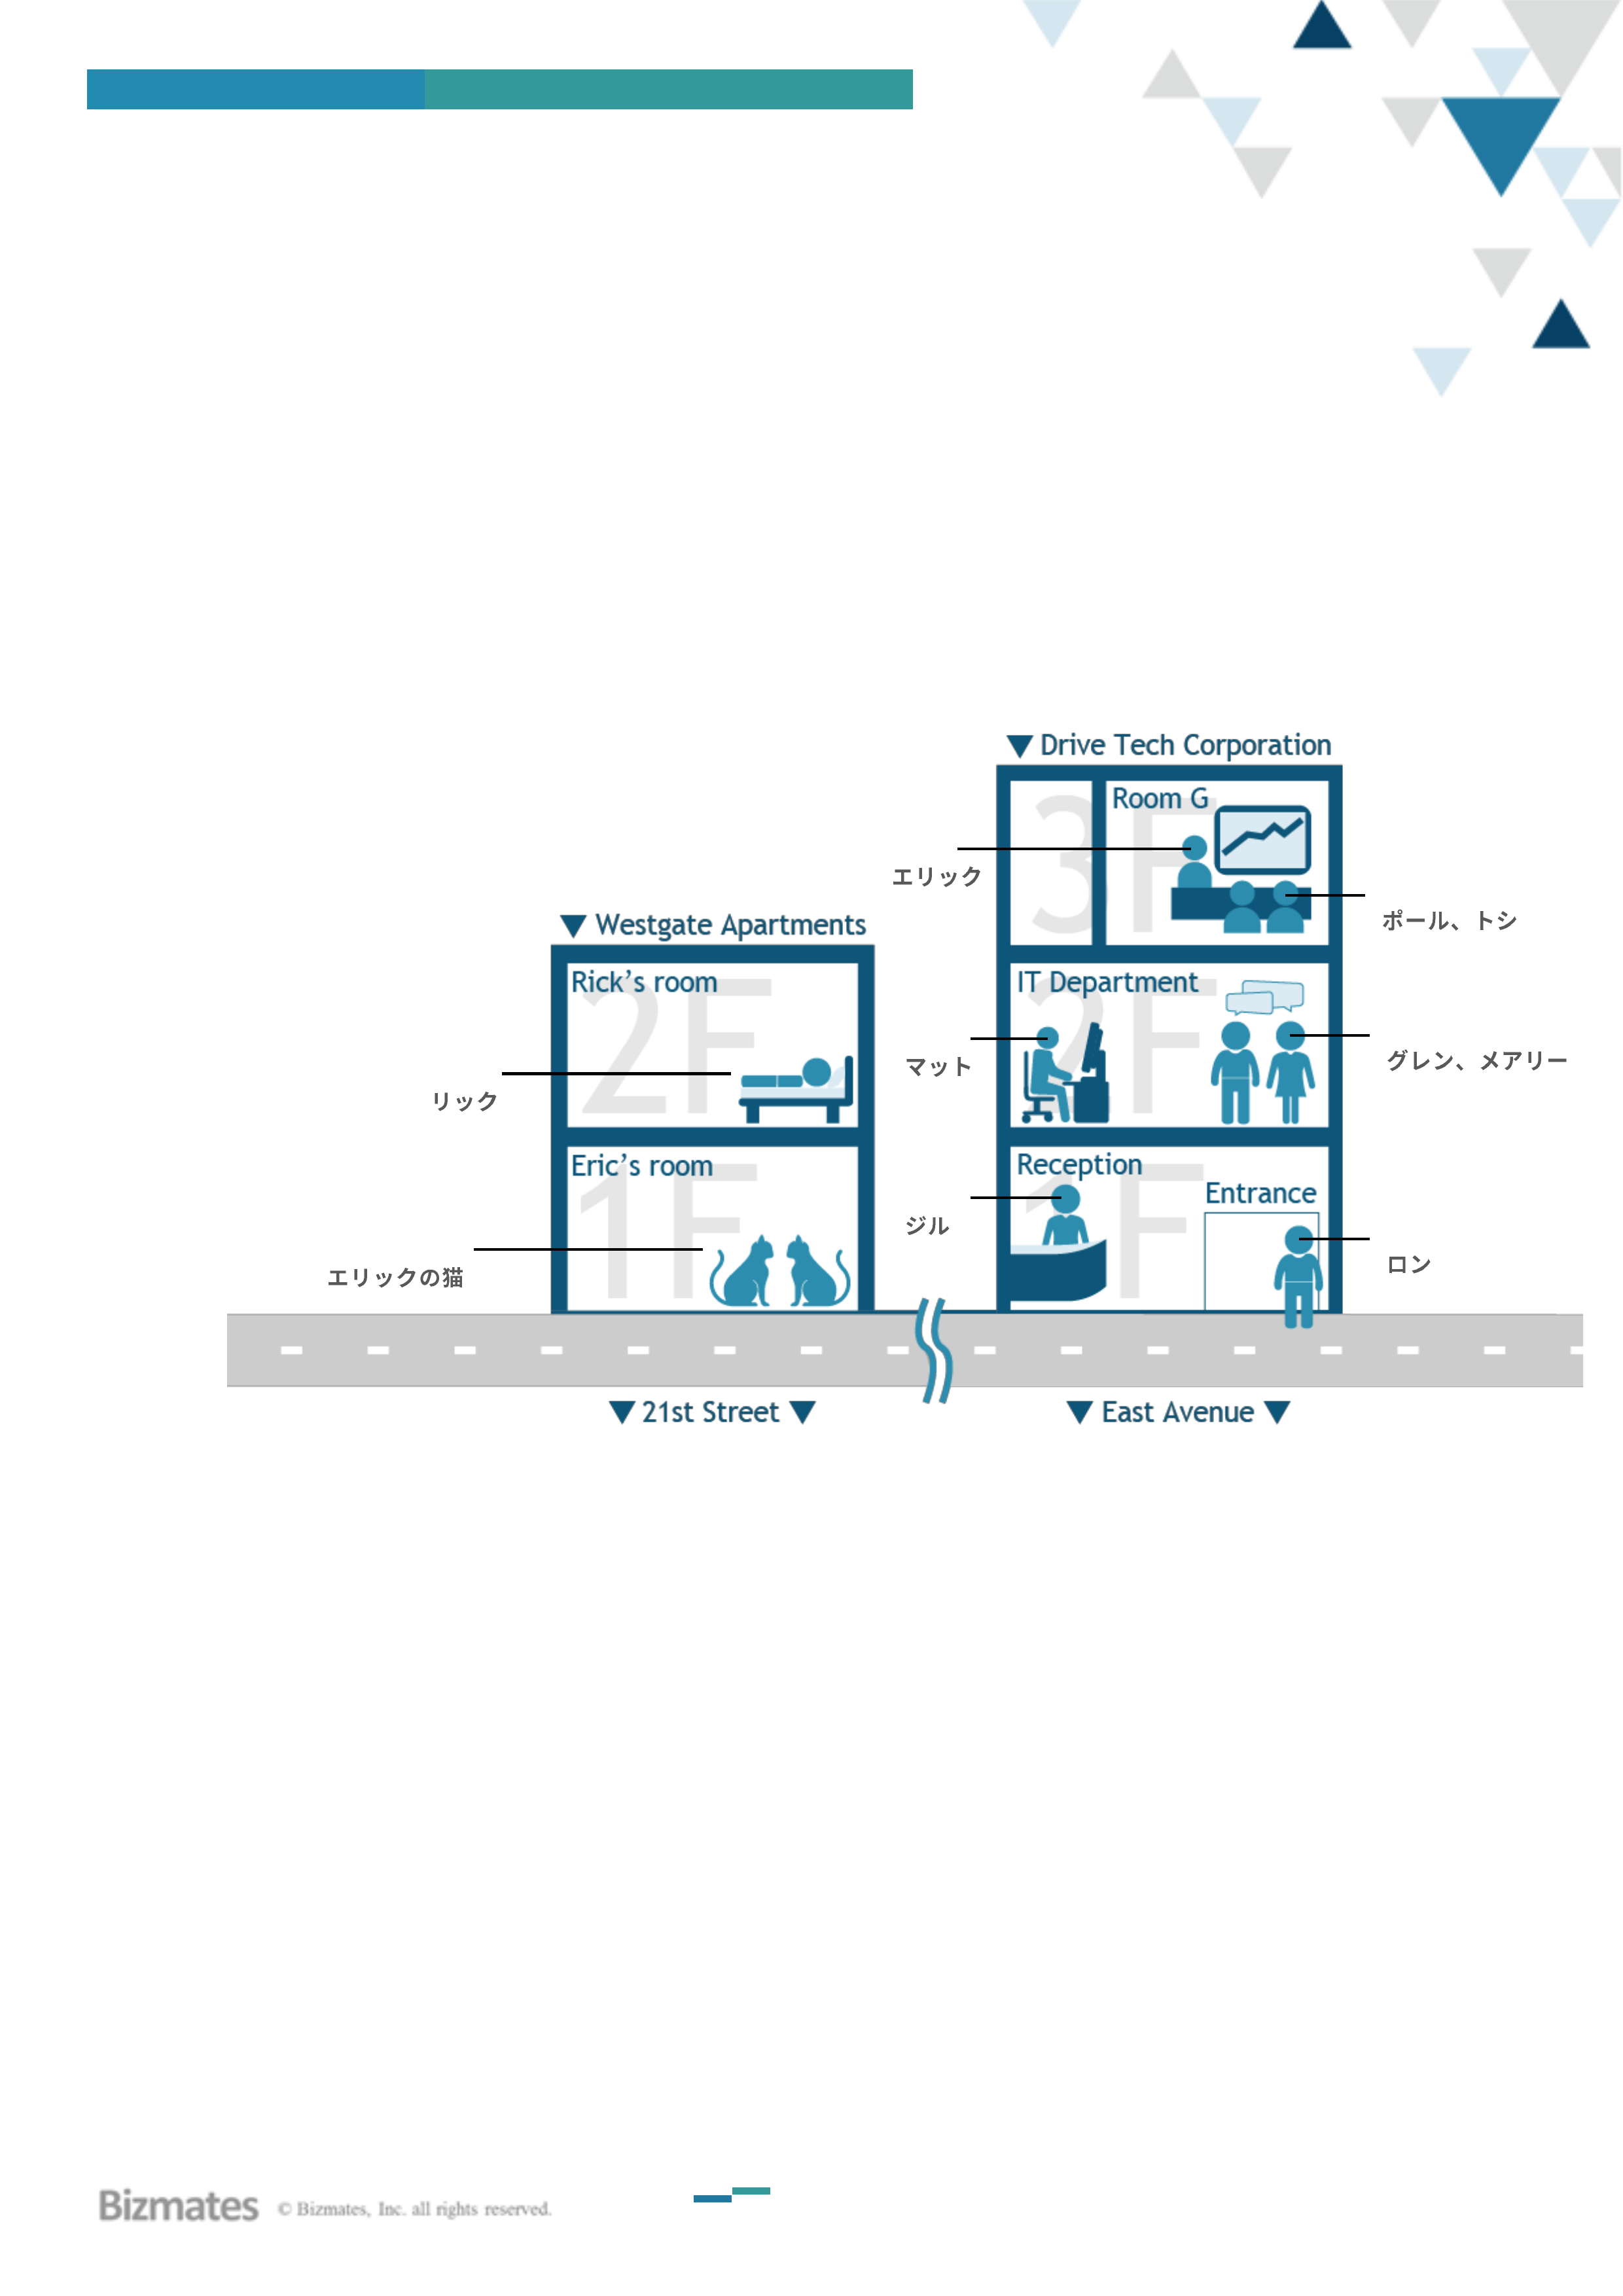 Drive Tech Corporation
3F
Room G
エリック
ポール、トシ
Westgate Apartments
2F
Rick's room
リック
2F
IT Department
マット
グレン、メアリー
1F
Eric's room
エリックの猫
1F
Reception
Entrance
ジル
ロン
21st Street
East Avenue
Bizmates © Bizmates, Inc. all rights reserved.